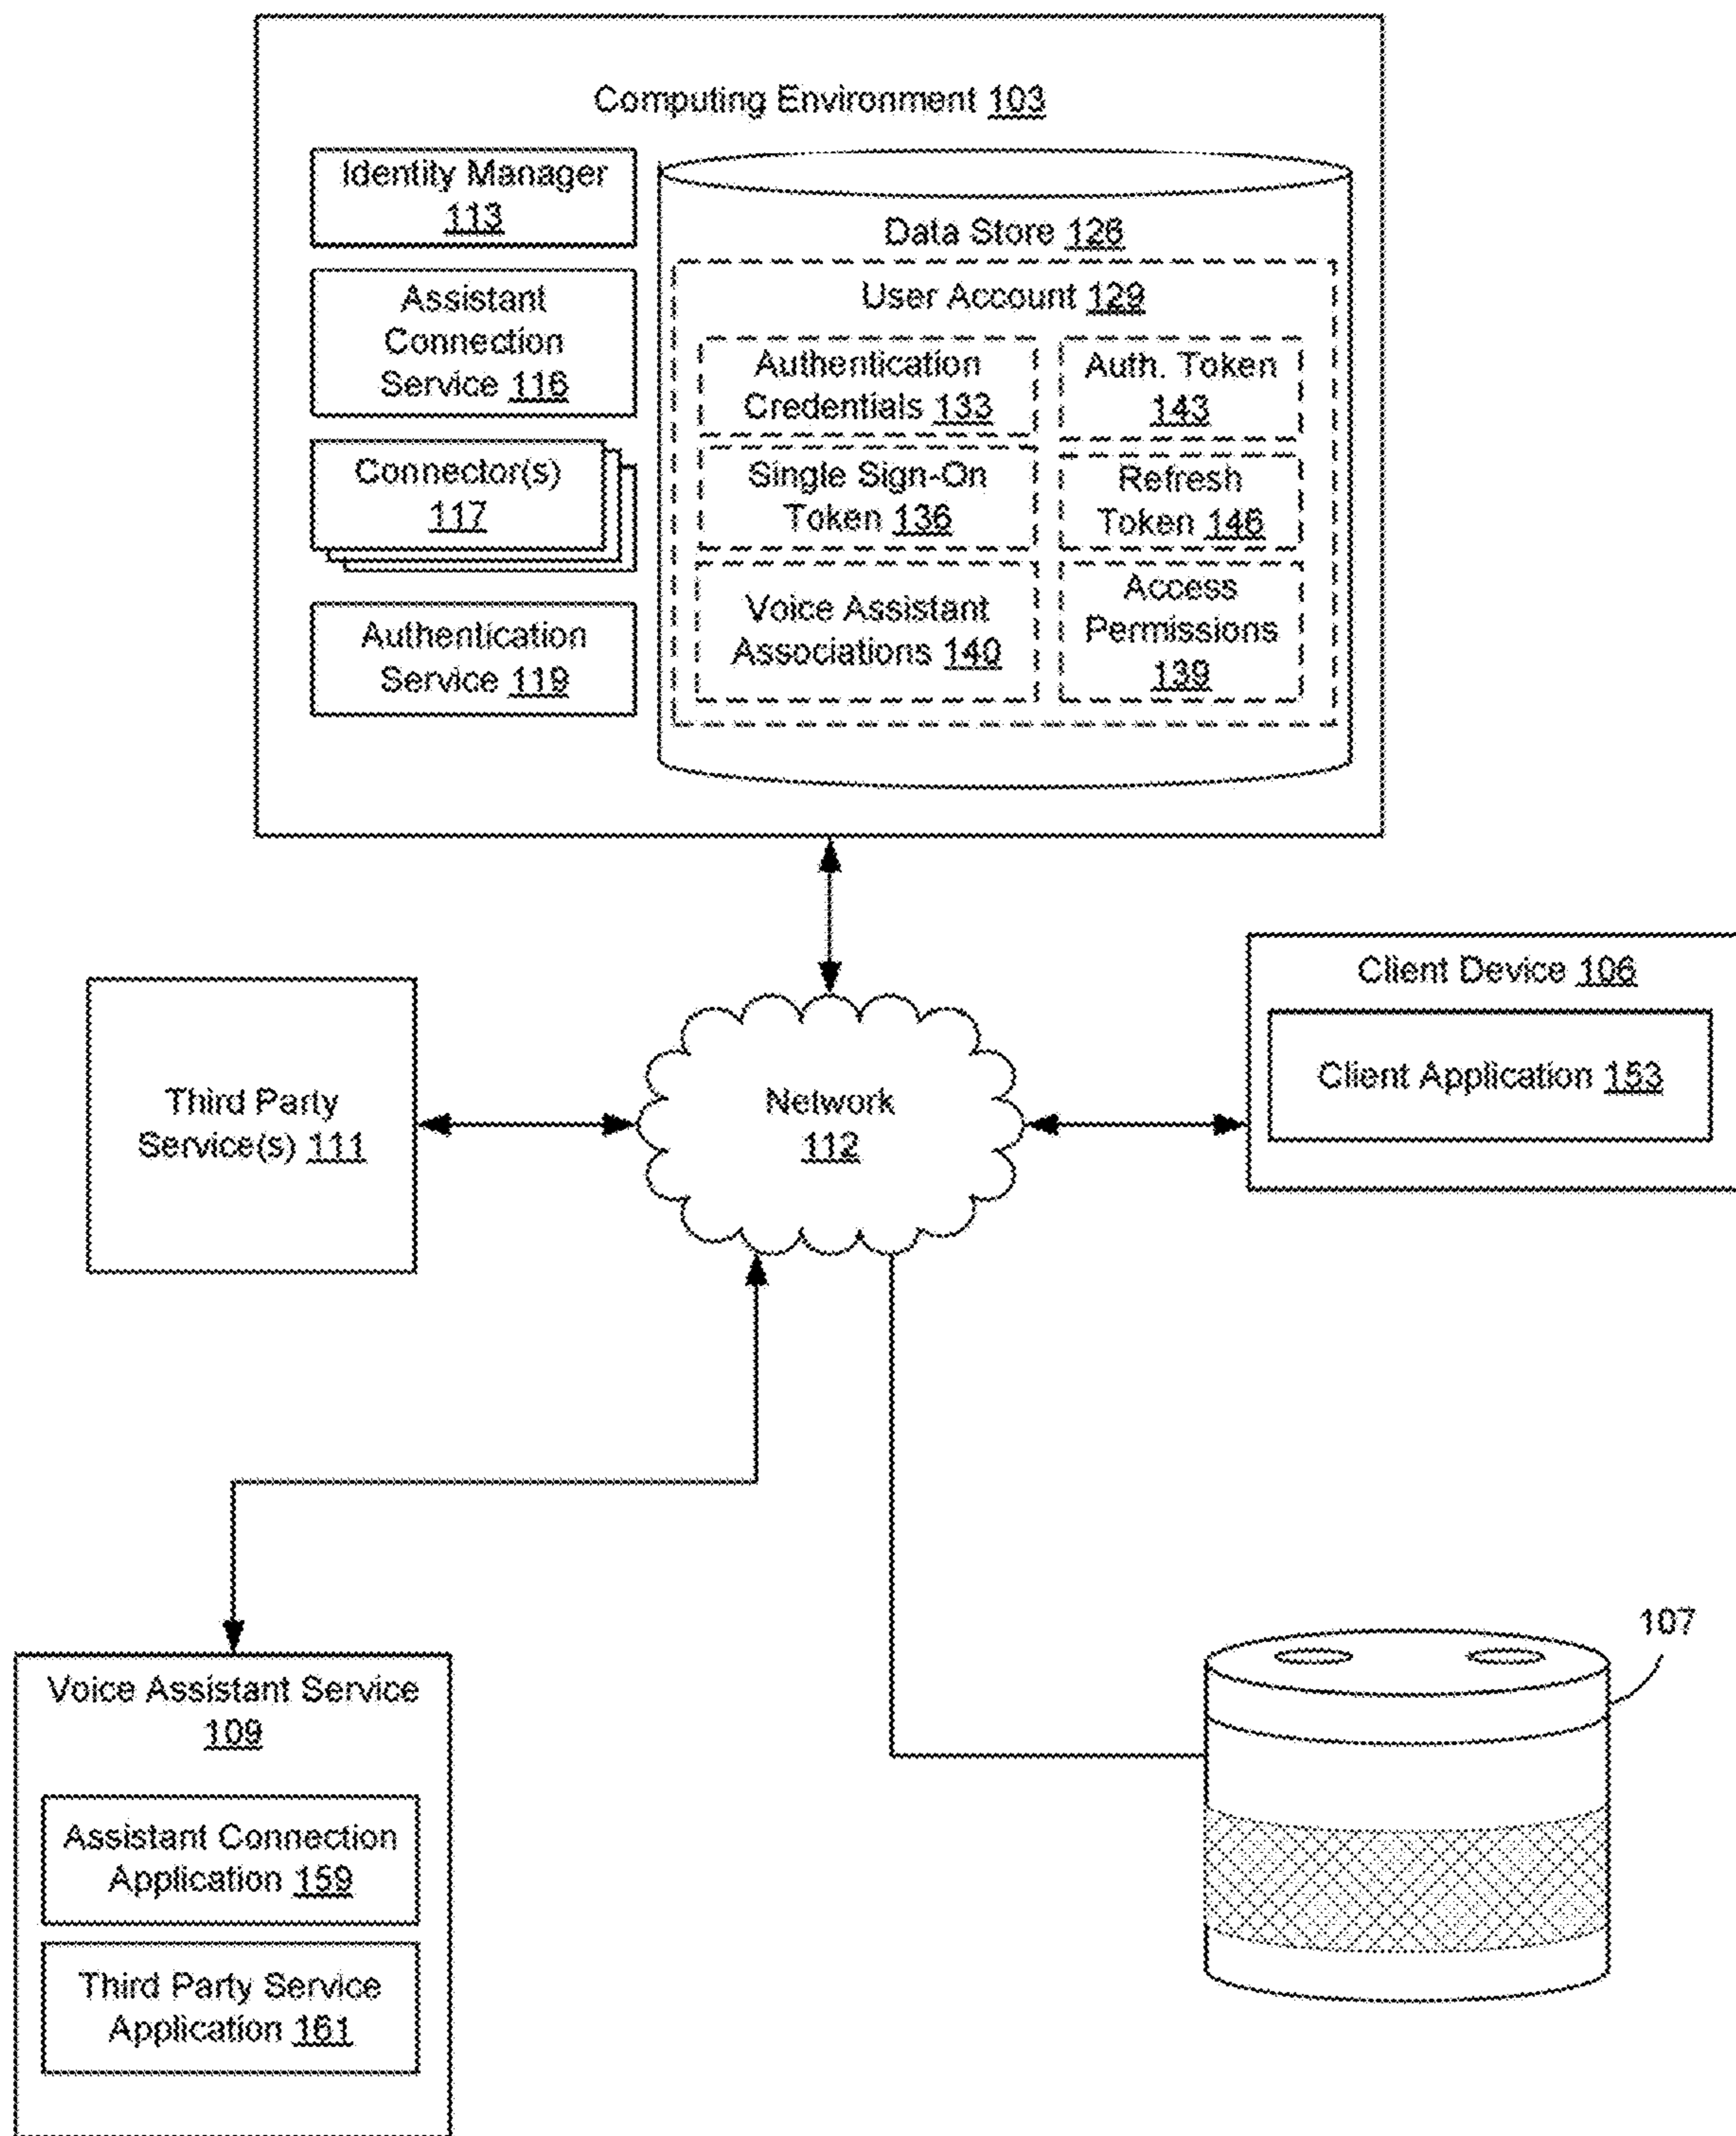 Computing Environment 103
Identity Manager
113
Assistant
Connection
Service 116
Connector(s)
117
Authentication
Service 119
Data Store 126
User Account 129
Authentication
Credentials 133
Auth. Token
143
Single Sign-On
Token 136
Refresh
Token 146
Voice Assistant
Associations 140
Access
Permissions
139
Third Party
Service(s) 111
Network
112
Client Device 106
Client Application 153
Voice Assistant Service
109
Assistant Connection
Application 159
Third Party Service
Application 161
107